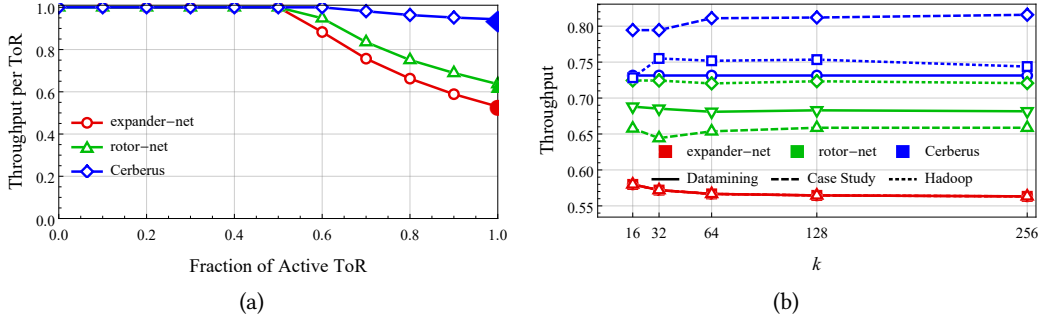 (a)
1.0
0.8
0.6
0.4
0.2
0.0
Throughput per ToR
expander-net
rotor-net
Cerberus
0.0 0.2 0.4 0.6 0.8 1.0
Fraction of Active ToR
(a)
(b)
0.80
0.75
0.70
0.65
0.60
0.55
Throughput
expander-net rotor-net Cerberus
Datamining Case Study Hadoop
16 32 64 128 256
k
(b)